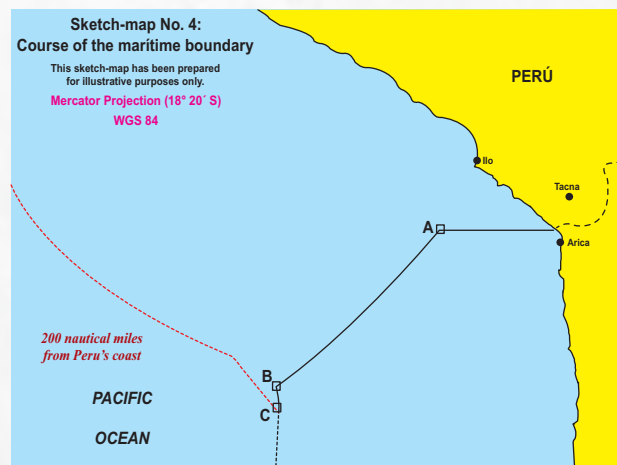 Sketch-map No. 4:
Course of the marítime boundary
This sketch-map has been prepared
for illustrative purposes only.
Mercator Projection (18° 20´ S)
WGS 84
PERÚ
Ilo
Tacna
A
Arica
200 nautical miles
from Peru's coast
B
C
PACIFIC
OCEAN